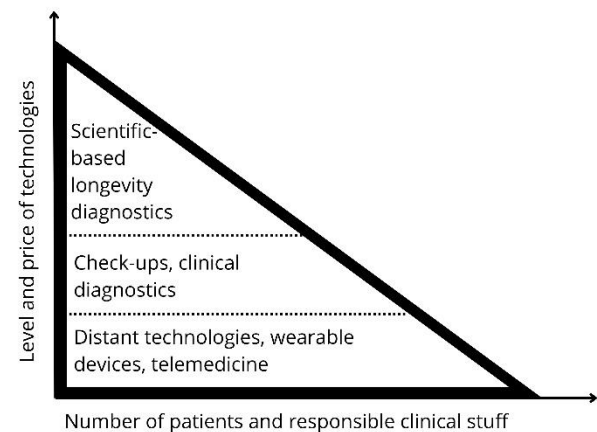 Level and price of technologies
Scientific-
based
longevity
diagnostics
Check-ups, clinical
diagnostics
Distant technologies, wearable
devices, telemedicine
Number of patients and responsible clinical stuff